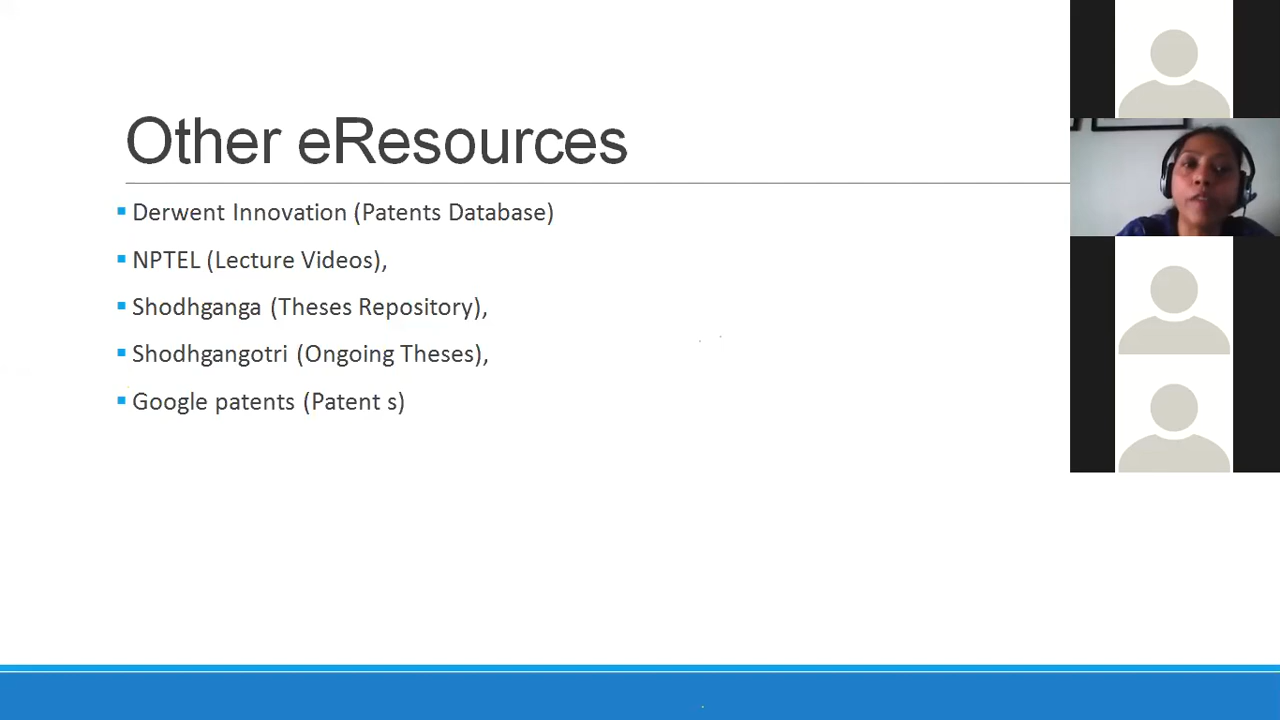 Other eResources
Derwent Innovation (Patents Database)
NPTEL (Lecture Videos),
Shodhganga (Theses Repository),
Shodhgangotri (Ongoing Theses),
Google patents (Patent s)